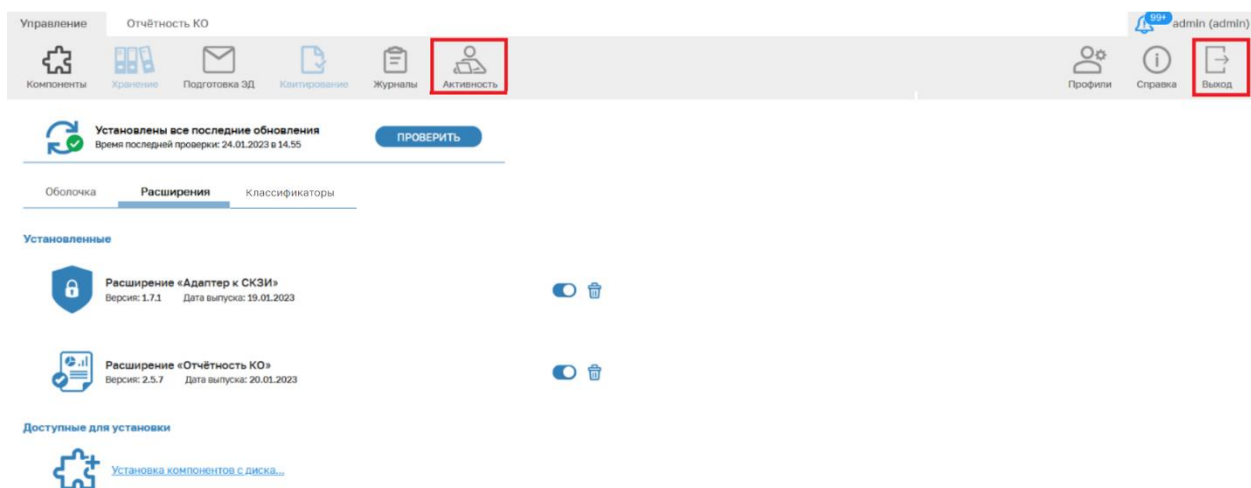 Управление Отчётность КО 99+ admin (admin)
Компоненты Хранение Подготовка ЭД Квитирование Журналы Активность Профили Справка Выход
Установлены все последние обновления
Время последней проверки: 24.01.2023 в 14.55
ПРОВЕРИТЬ
Оболочка Расширения Классификаторы
Установленные
Расширение «Адаптер к СКЗИ»
Версия: 1.7.1 Дата выпуска: 19.01.2023
Расширение «Отчётность КО»
Версия: 2.5.7 Дата выпуска: 20.01.2023
Доступные для установки
Установка компонентов с диска...